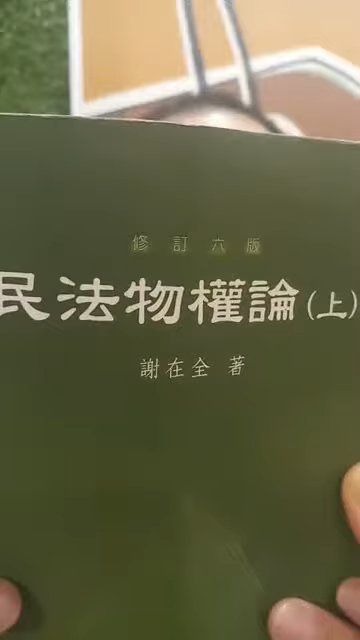 修訂六版
民法物權論(上)
謝在全 著